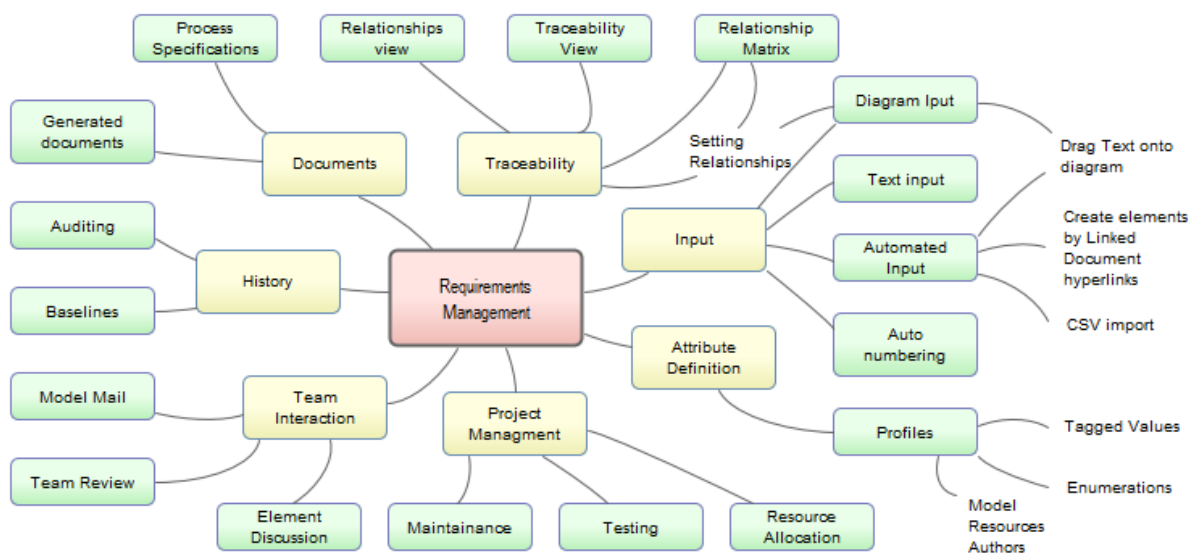 Process
Specifications
Relationships
view
Traceability
View
Relationship
Matrix
Diagram Iput
Generated
documents
Documents
Traceability
Setting
Relationships
Drag Text onto
diagram
Text input
Auditing
Input
Create elements
by Linked
Document
hyperlinks
Automated
Input
History
Requirements
Management
Baselines
CSV import
Auto
numbering
Attribute
Definition
Model Mail
Team
Interaction
Project
Managment
Profiles
Tagged Values
Team Review
Enumerations
Element
Discussion
Maintainance
Testing
Resource
Allocation
Model
Resources
Authors